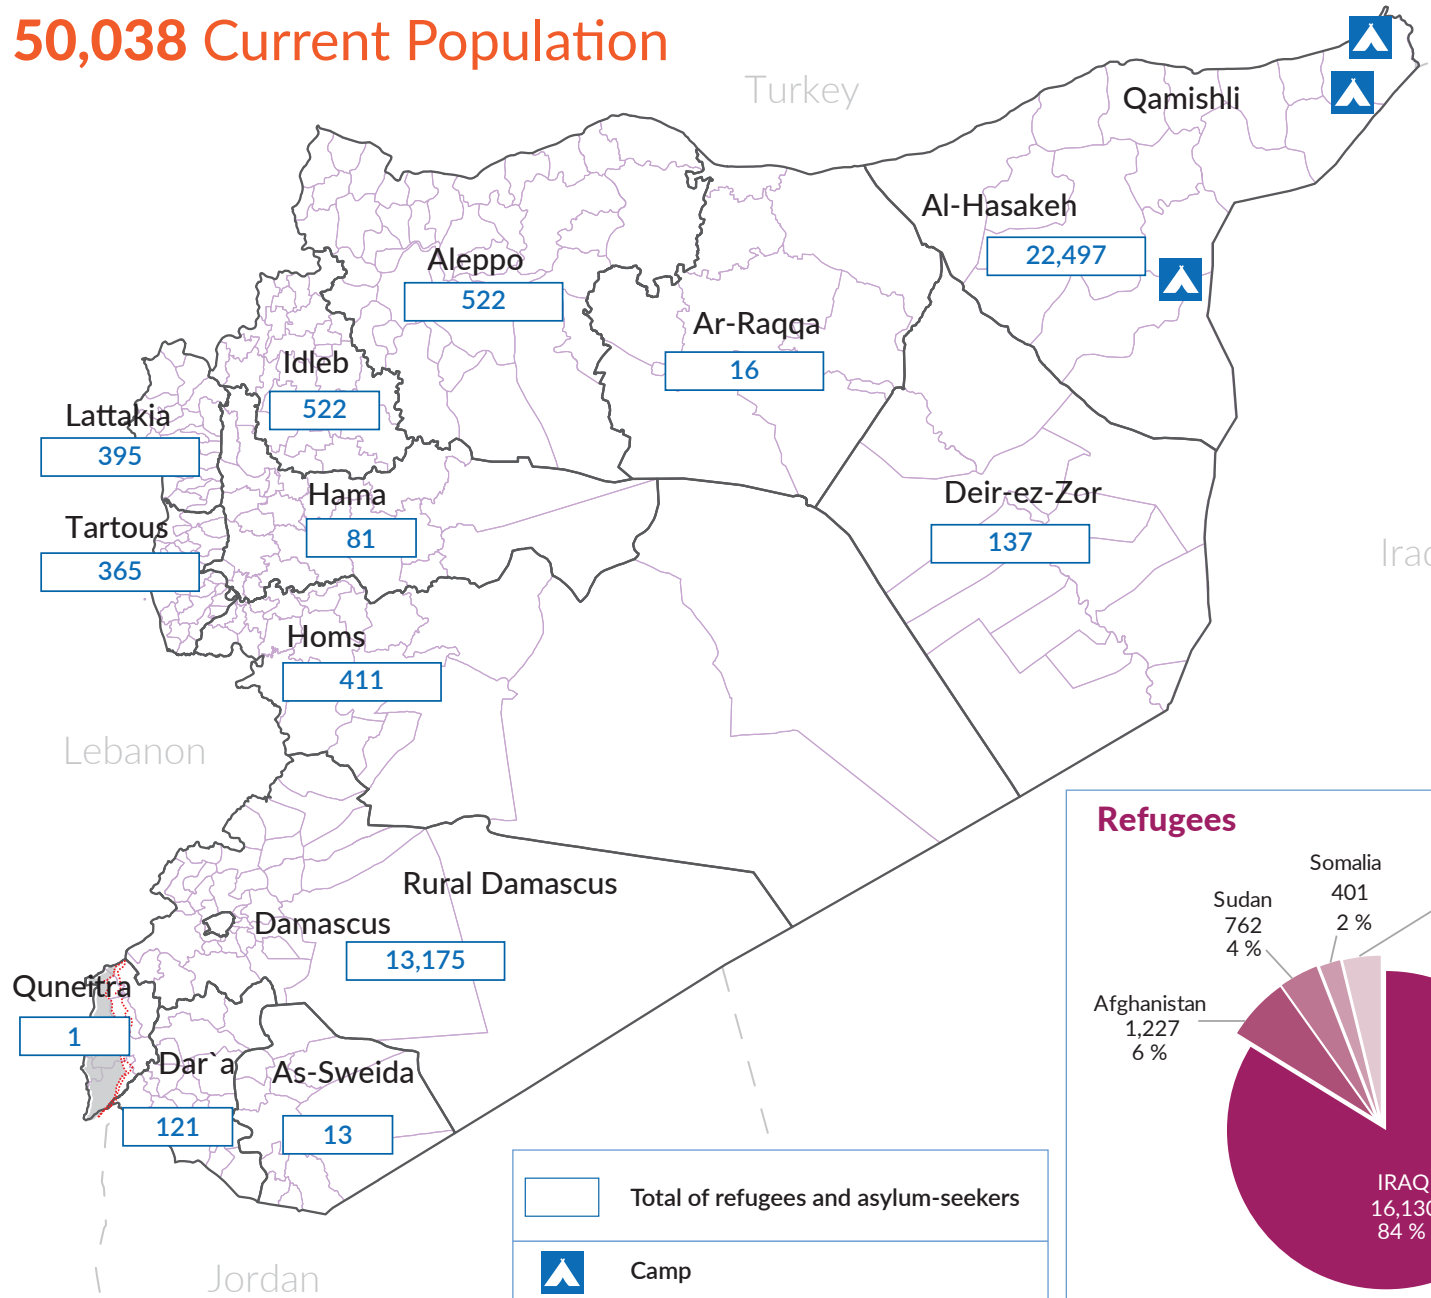 50,038 Current Population
Turkey
Qamishli
Al-Hasakeh
22,497
Aleppo
522
Ar-Raqqa
16
Idleb
522
Lattakia
395
Hama
81
Tartous
365
Deir-ez-Zor
137
Homs
411
Lebanon
Rural Damascus
Damascus
13,175
Quneitra
1
Dar`a
121
As-Sweida
13
Jordan
Total of refugees and asylum-seekers
Camp
Refugees
Somalia
401
2 %
Sudan
762
4 %
Afghanistan
1,227
6 %
IRAQ
16,130
84 %